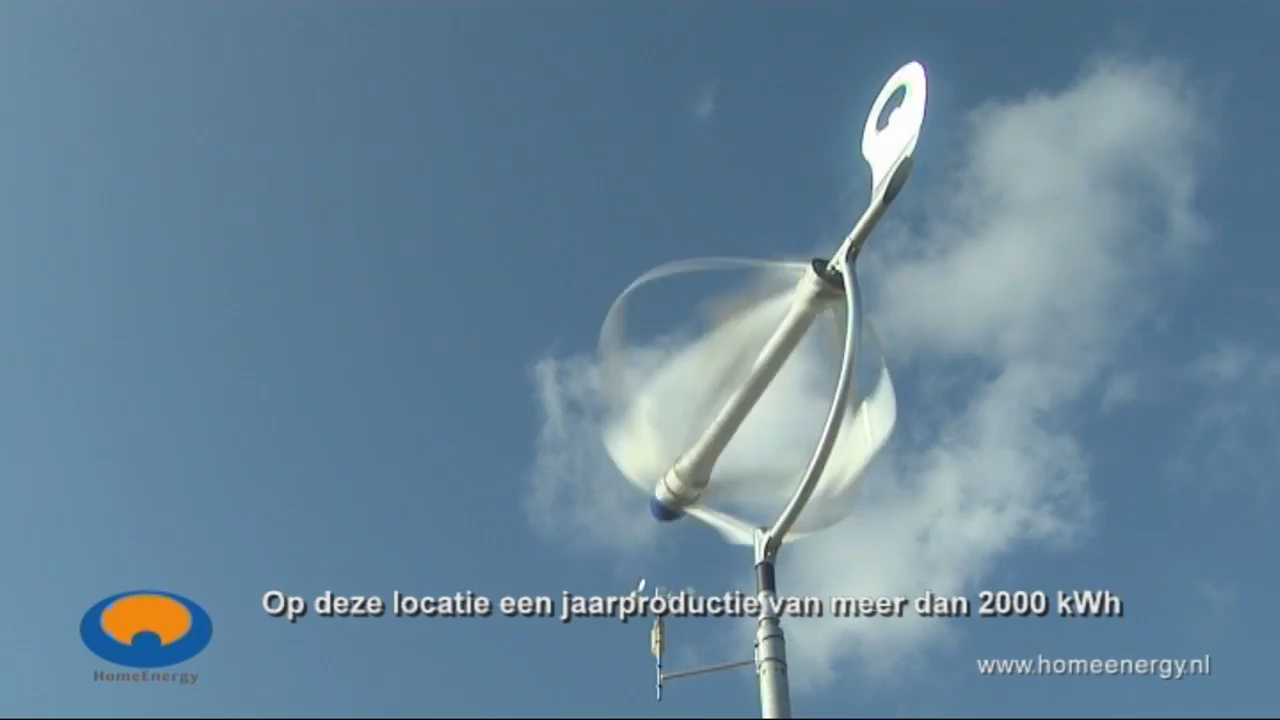 Op deze locatie een jaarproductie van meer dan 2000 kWh
HomeEnergy
www.homeenergy.nl